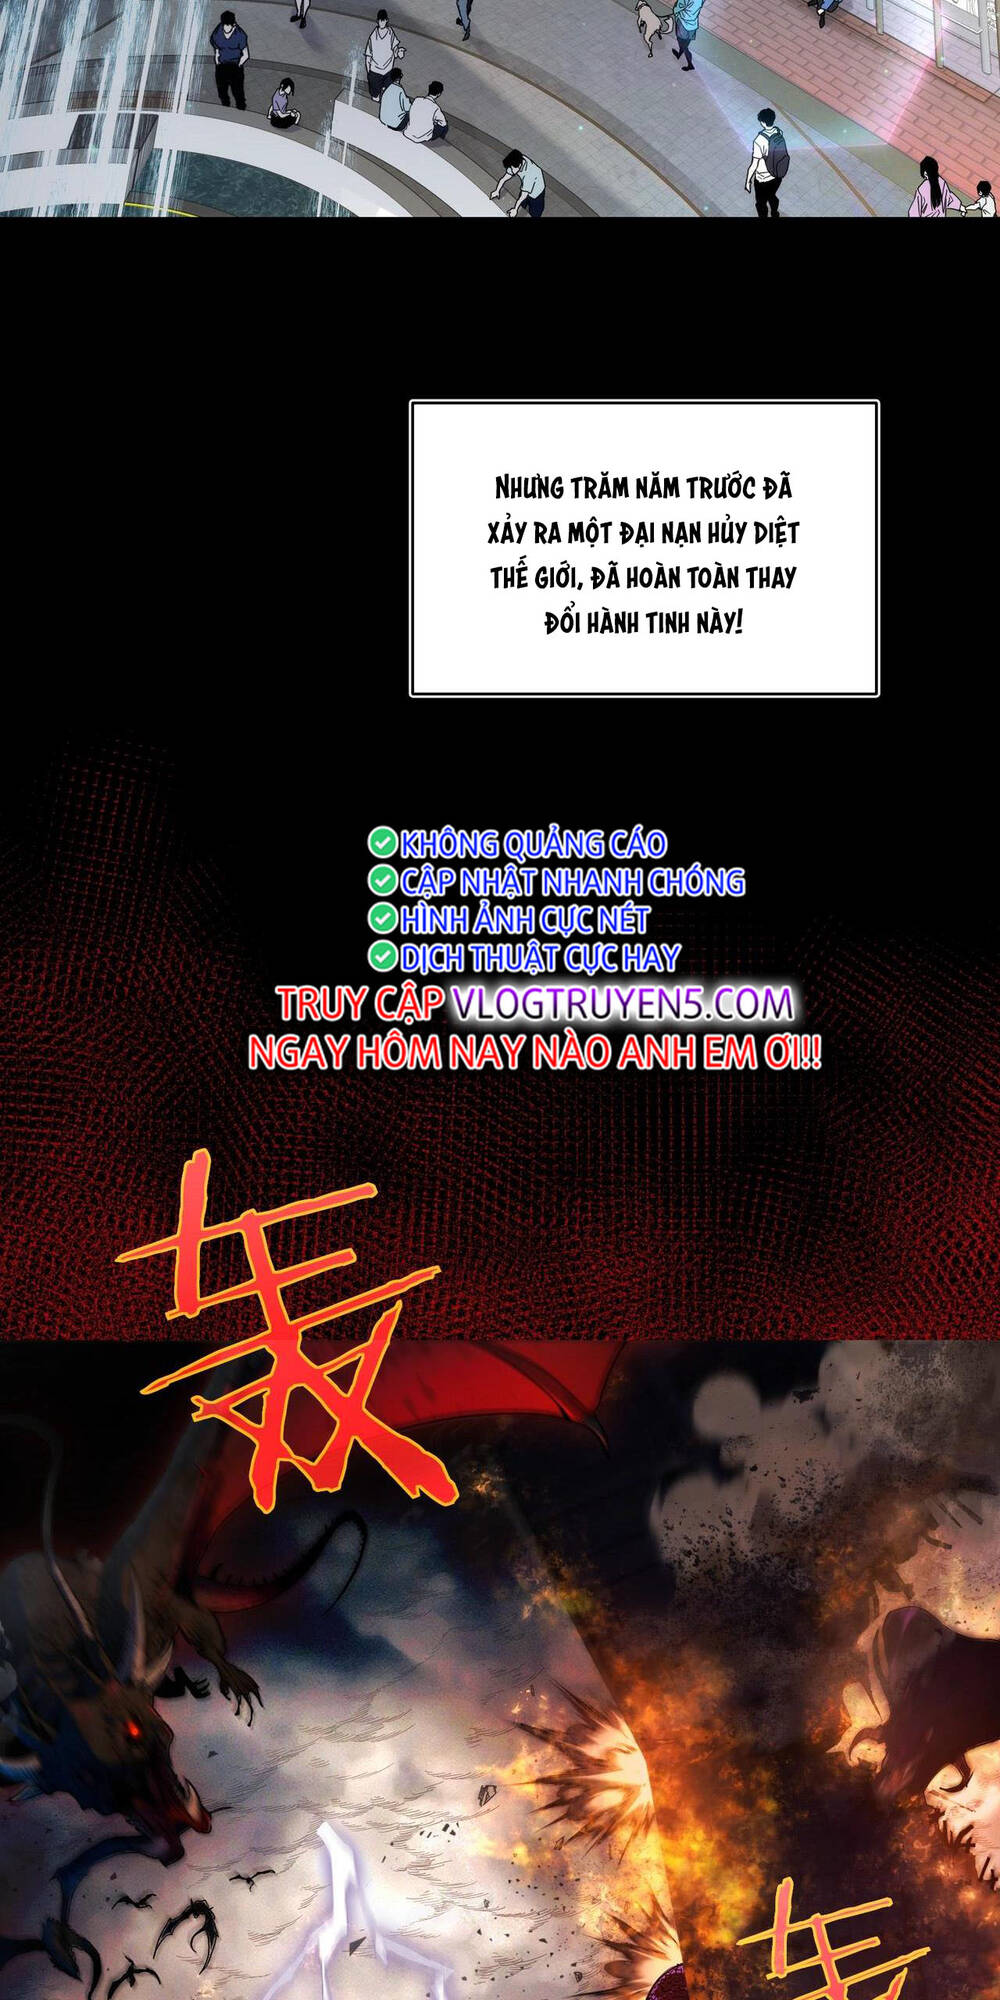 NHƯNG TRĂM NĂM TRƯỚC ĐÃ
XẢY RA MỘT ĐẠI NẠN HỦY DIỆT
THẾ GIỚI, ĐÃ HOÀN TOÀN THAY
ĐỔI HÀNH TINH NÀY!
KHÔNG QUẢNG CÁO
CẬP NHẬT NHANH CHÓNG
HÌNH ẢNH CỰC NÉT
DỊCH THUẬT CỰC HAY
TRUY CẬP VLOGTRUYEN5.COM
NGAY HÔM NAY NÀO ANH EM ƠI!!
轰